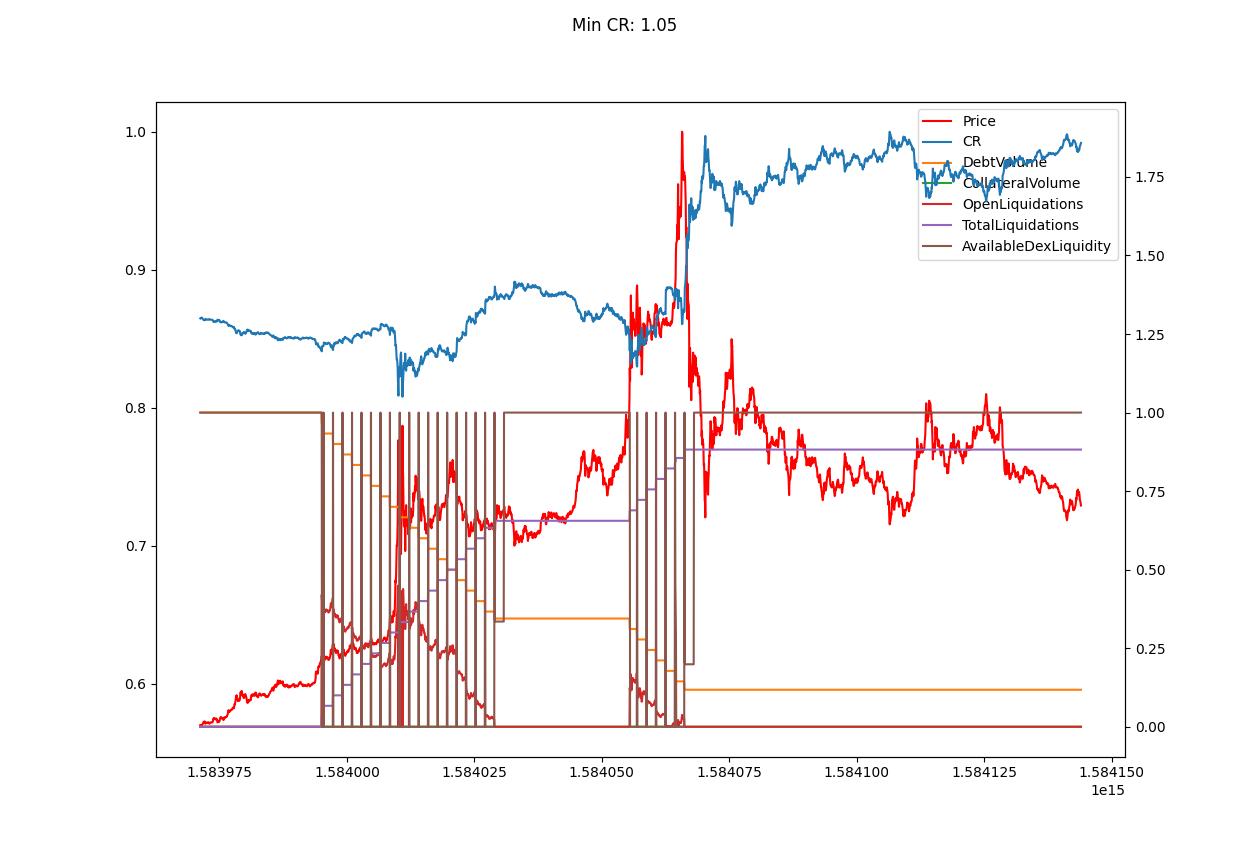 Min CR: 1.05
1.0
0.9
0.8
0.7
0.6
Price
CR
DebtVolume
CollateralVolume
OpenLiquidations
TotalLiquidations
AvailableDexLiquidity
1.75
1.50
1.25
1.00
0.75
0.50
0.25
0.00
1.583975 1.584000 1.584025 1.584050 1.584075 1.584100 1.584125 1.584150
1e15